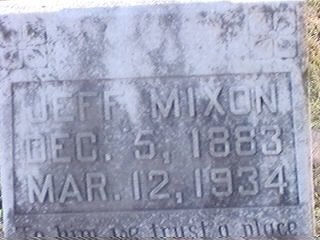 JEFF MIXON
DEC. 5, 1883
MAR. 12, 1934
To him we trust a place